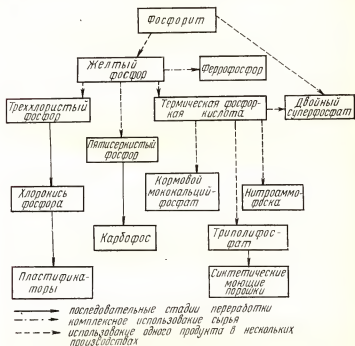 Фосфорит
Желтый
фосфор
Феррофосфор
Треххлористый
фосфор
Термическая фосфор-
кая кислота
Двойный
суперфосфат
Пятисернистый
фосфор
Хлорокись
фосфора
Кормовой
монокальций-
фосфат
Нитроаммо-
фоска
Карбофос
Триполифос-
фат
Пластифика-
торы
Синтетические
моющие
порошки
последовательные стадии переработки
комплексное использование сырья
использование одного продукта в нескольких
производствах